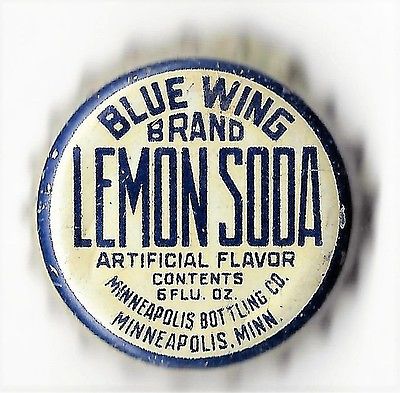 BLUE WING
BRAND
LEMON SODA
ARTIFICIAL FLAVOR
CONTENTS
6 FLU. OZ.
MINNEAPOLIS BOTTLING CO.
MINNEAPOLIS, MINN.